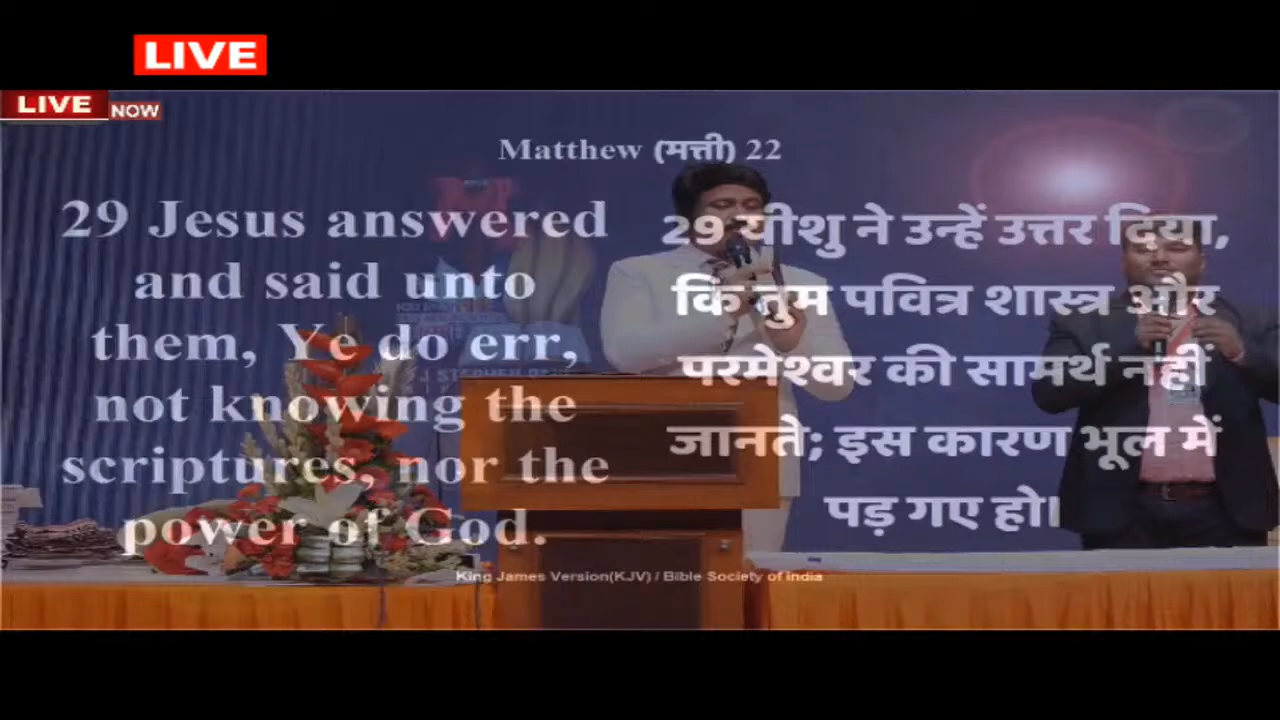 LIVE
LIVE NOW
Matthew (मत्ती) 22
29 Jesus answered
and said unto
them, Ye do err,
not knowing the
scriptures, nor the
power of God.
29 यीशु ने उन्हें उत्तर दिया,
कि तुम पवित्र शास्त्र और
परमेश्वर की सामर्थ नहीं
जानते; इस कारण भूल में
पड़ गए हो।
King James Version(KJV) / Bible Society of India